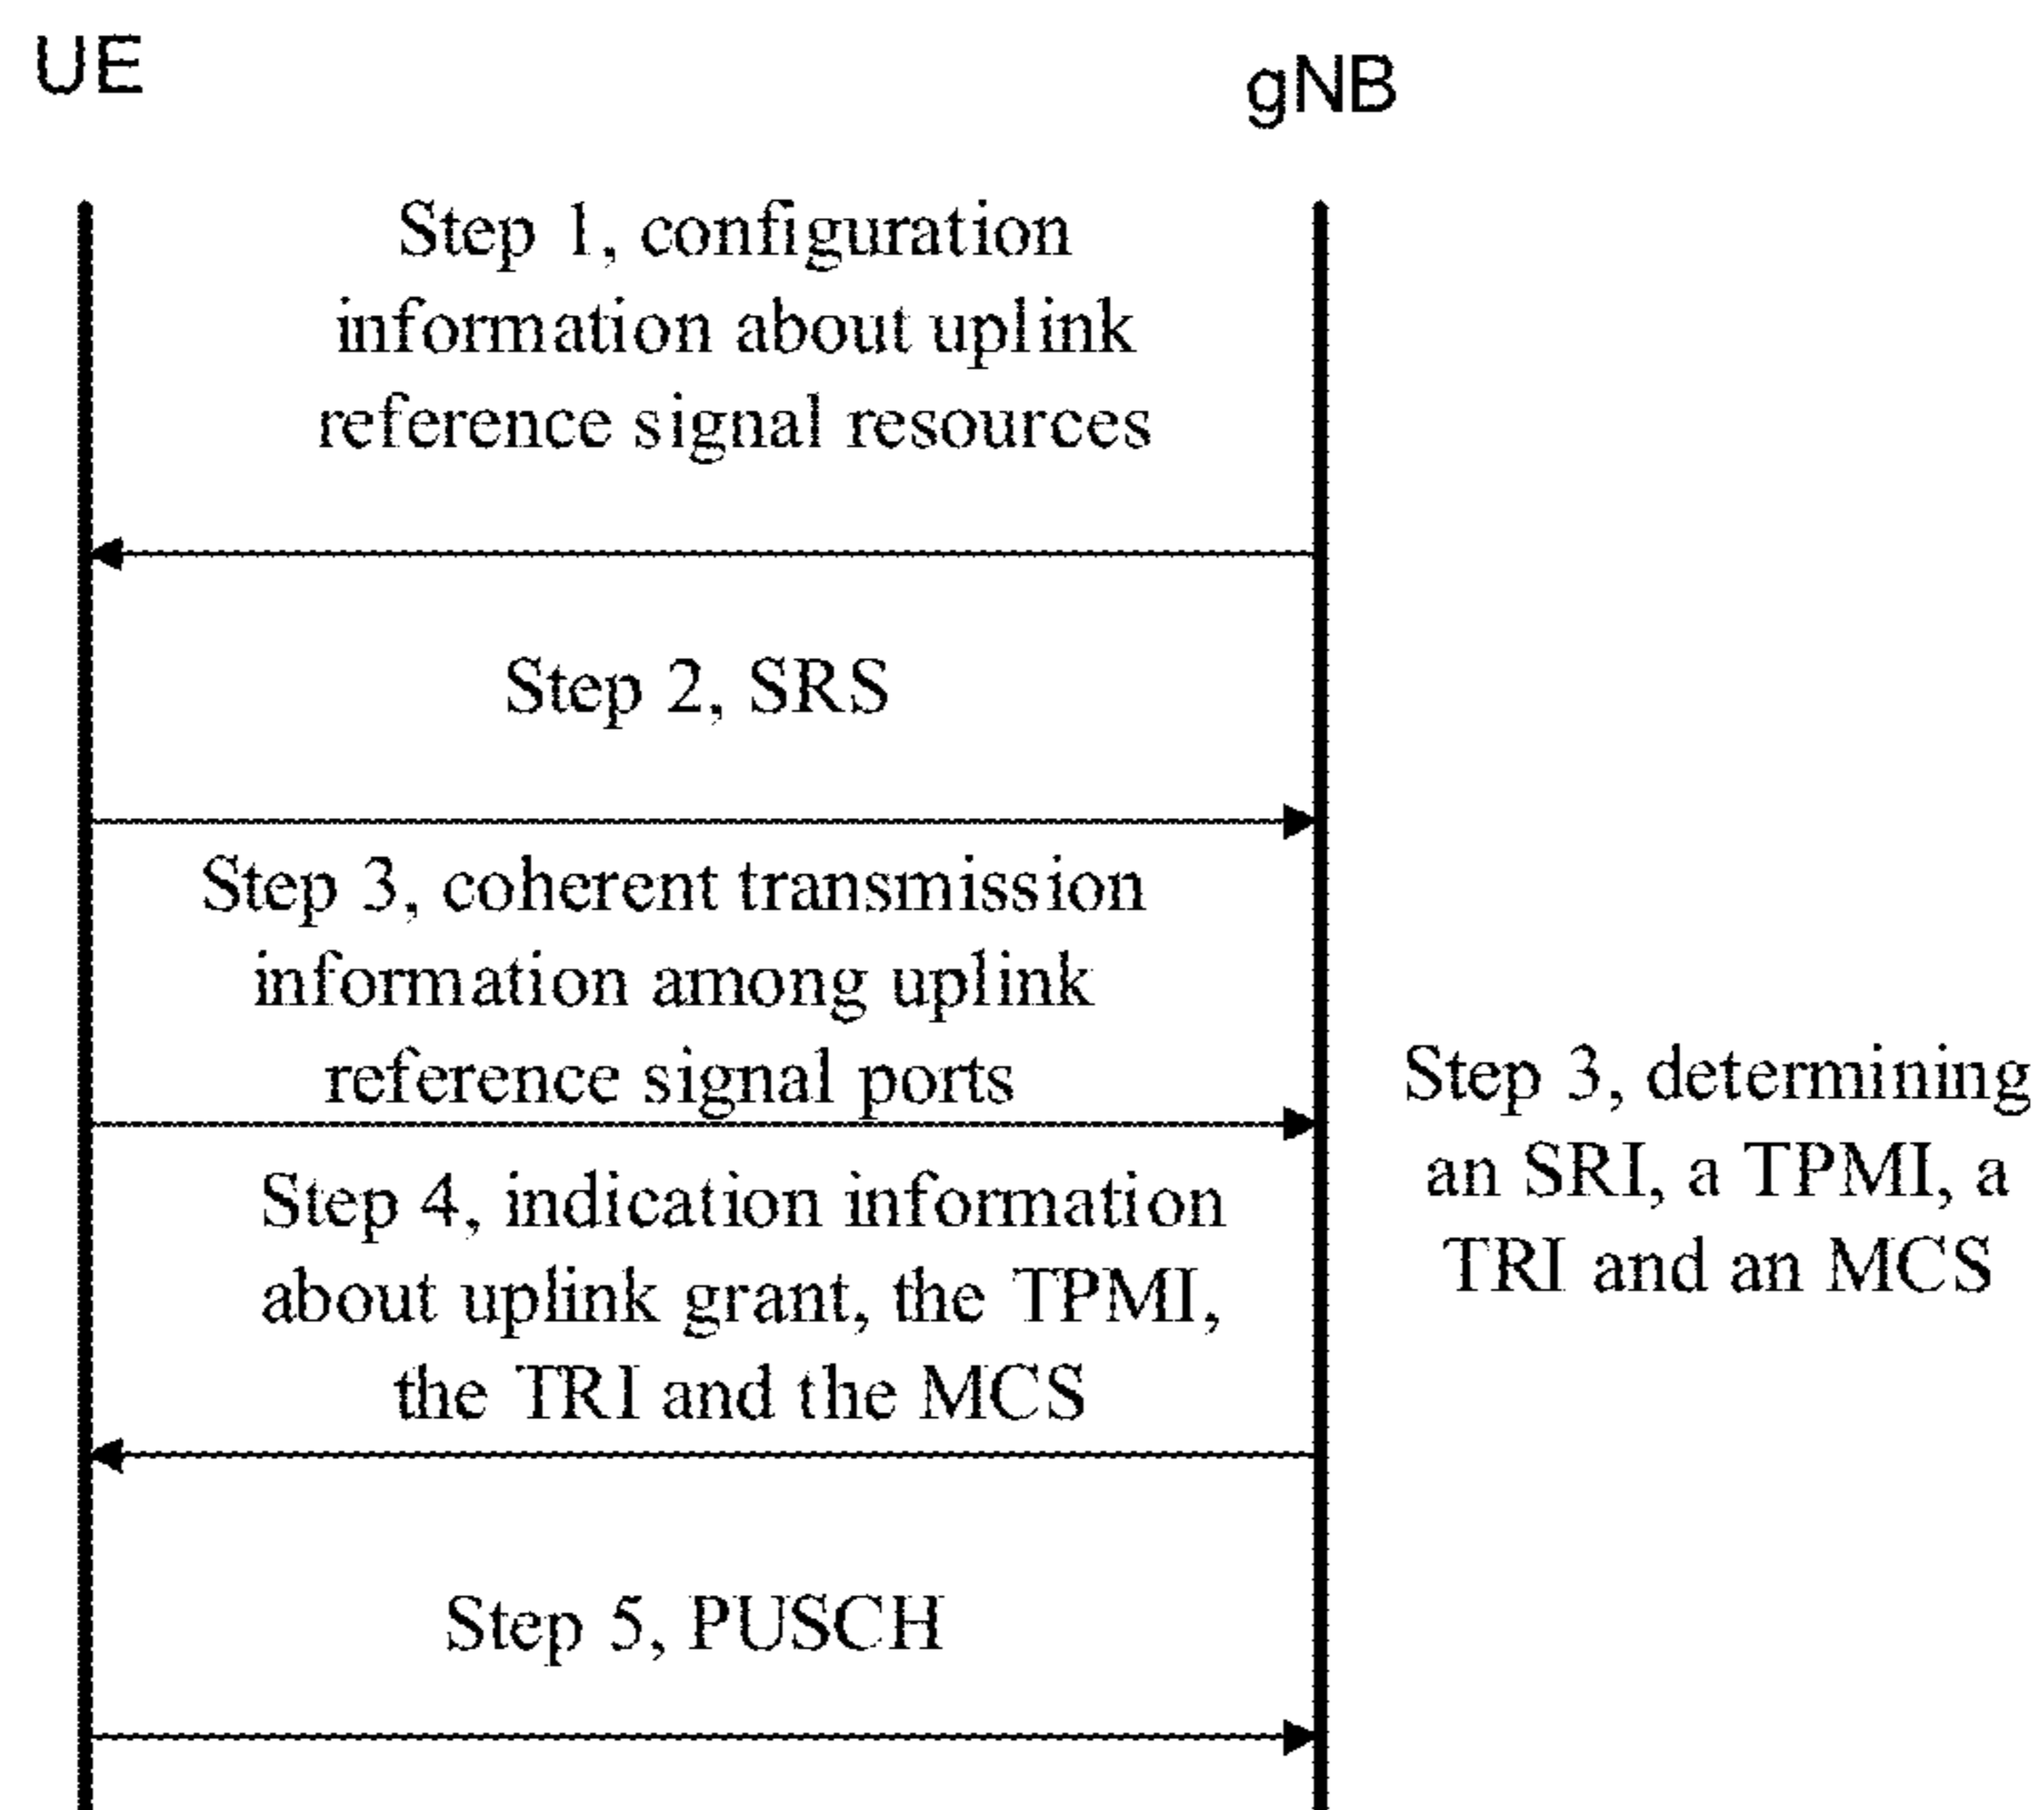 UE
gNB
Step 1, configuration
information about uplink
reference signal resources
Step 2, SRS
Step 3, coherent transmission
information among uplink
reference signal ports
Step 3, determining
an SRI, a TPMI, a
TRI and an MCS
Step 4, indication information
about uplink grant, the TPMI,
the TRI and the MCS
Step 5, PUSCH